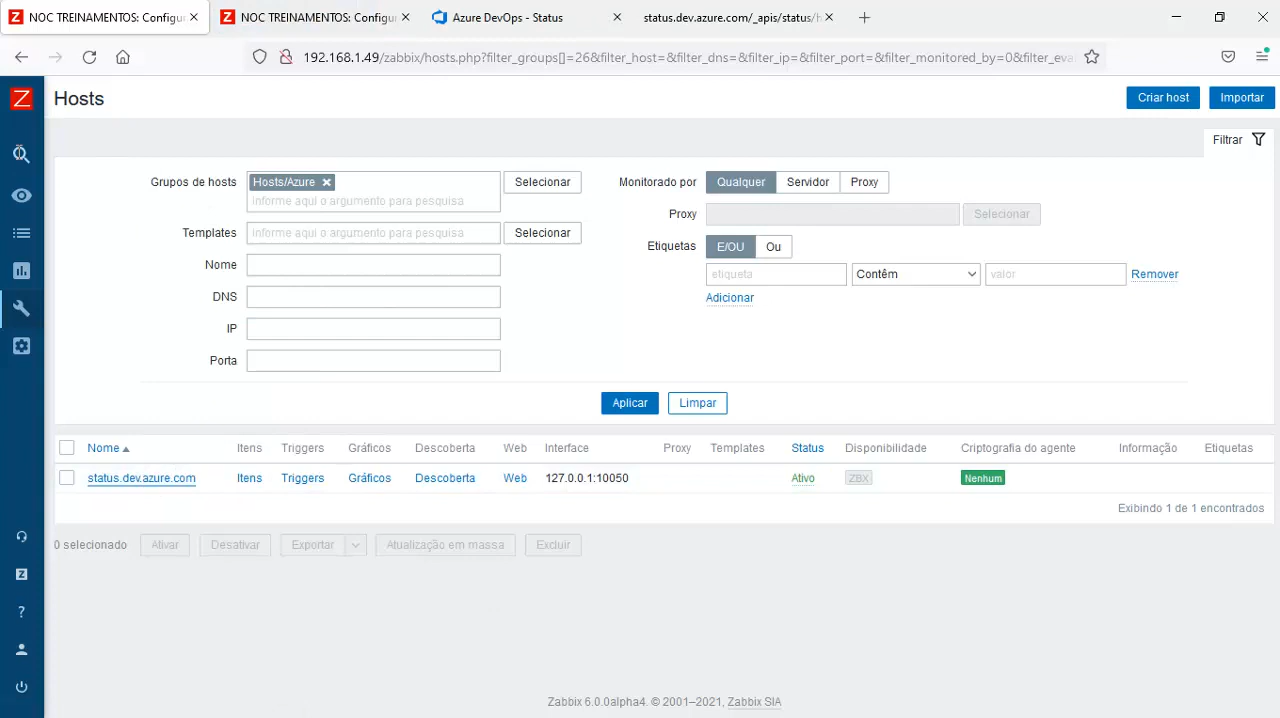 NOC TREINAMENTOS: Configu
NOC TREINAMENTOS: Configu
Azure DevOps - Status
status.dev.azure.com/_apis/status/h
192.168.1.49/zabbix/hosts.php?filter_groups[]=26&filter_host=&filter_dns=&filter_ip=&filter_port=&filter_monitored_by=0&filter_eva
Z
Hosts
Criar host
Importar
Filtrar
Grupos de hosts
Hosts/Azure
informe aqui o argumento para pesquisa
Selecionar
Templates
informe aqui o argumento para pesquisa
Selecionar
Nome
DNS
IP
Porta
Monitorado por
Qualquer
Servidor
Proxy
Proxy
Selecionar
Etiquetas
E/OU
Ou
etiqueta
Contêm
valor
Remover
Adicionar
Aplicar
Limpar
Nome Itens Triggers Gráficos Descoberta Web Interface Proxy Templates Status Disponibilidade Criptografia do agente Informação Etiquetas
status.dev.azure.com Itens Triggers Gráficos Descoberta Web 127.0.0.1:10050 Ativo ZBX Nenhum
Exibindo 1 de 1 encontrados
0 selecionado
Ativar
Desativar
Exportar
Atualização em massa
Excluir
Z
?
Zabbix 6.0.0alpha4. © 2001–2021, Zabbix SIA